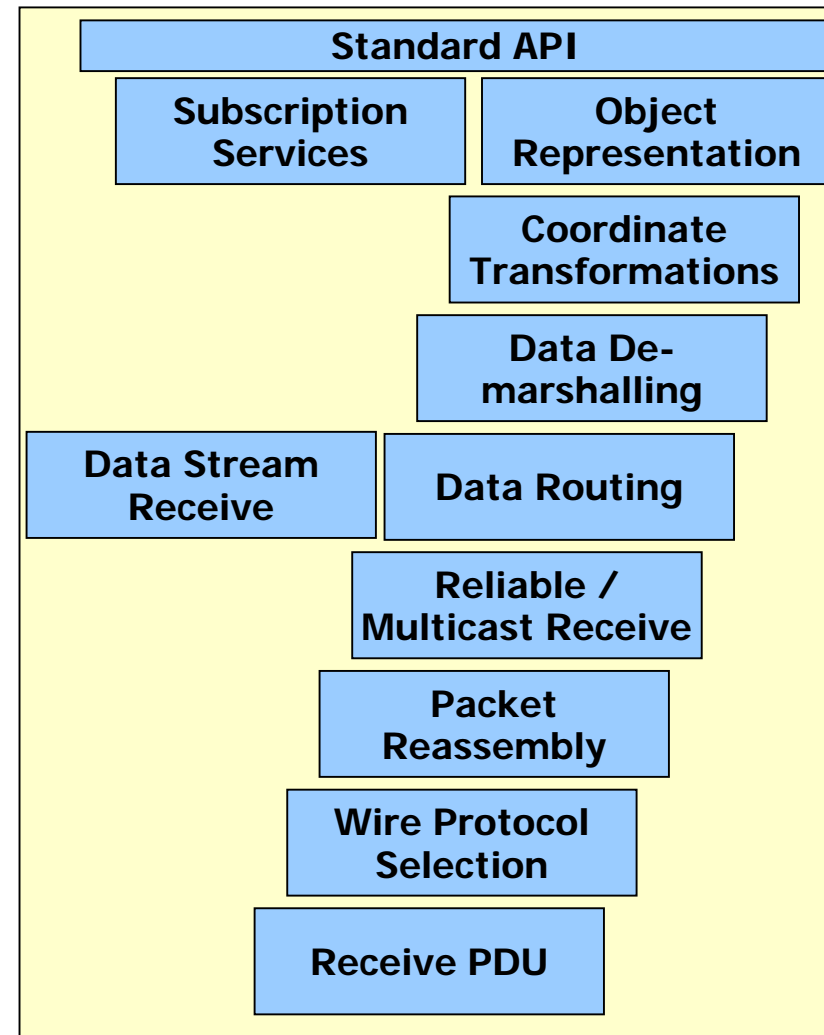 Standard API
Subscription
Services
Object
Representation
Coordinate
Transformations
Data De-
marshalling
Data Stream
Receive
Data Routing
Reliable /
Multicast Receive
Packet
Reassembly
Wire Protocol
Selection
Receive PDU